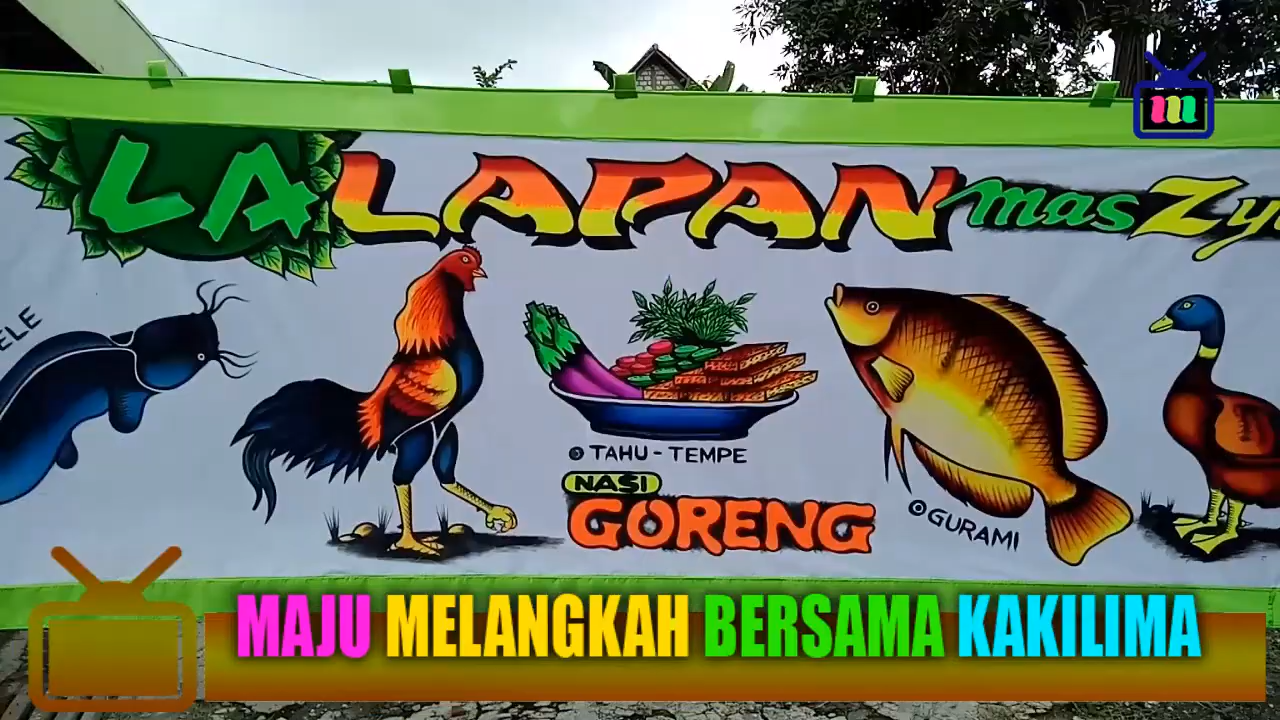 m
LALAPAN mas Zy
ELE
TAHU - TEMPE
NASI
GORENG
GURAMI
MAJU MELANGKAH BERSAMA KAKILIMA